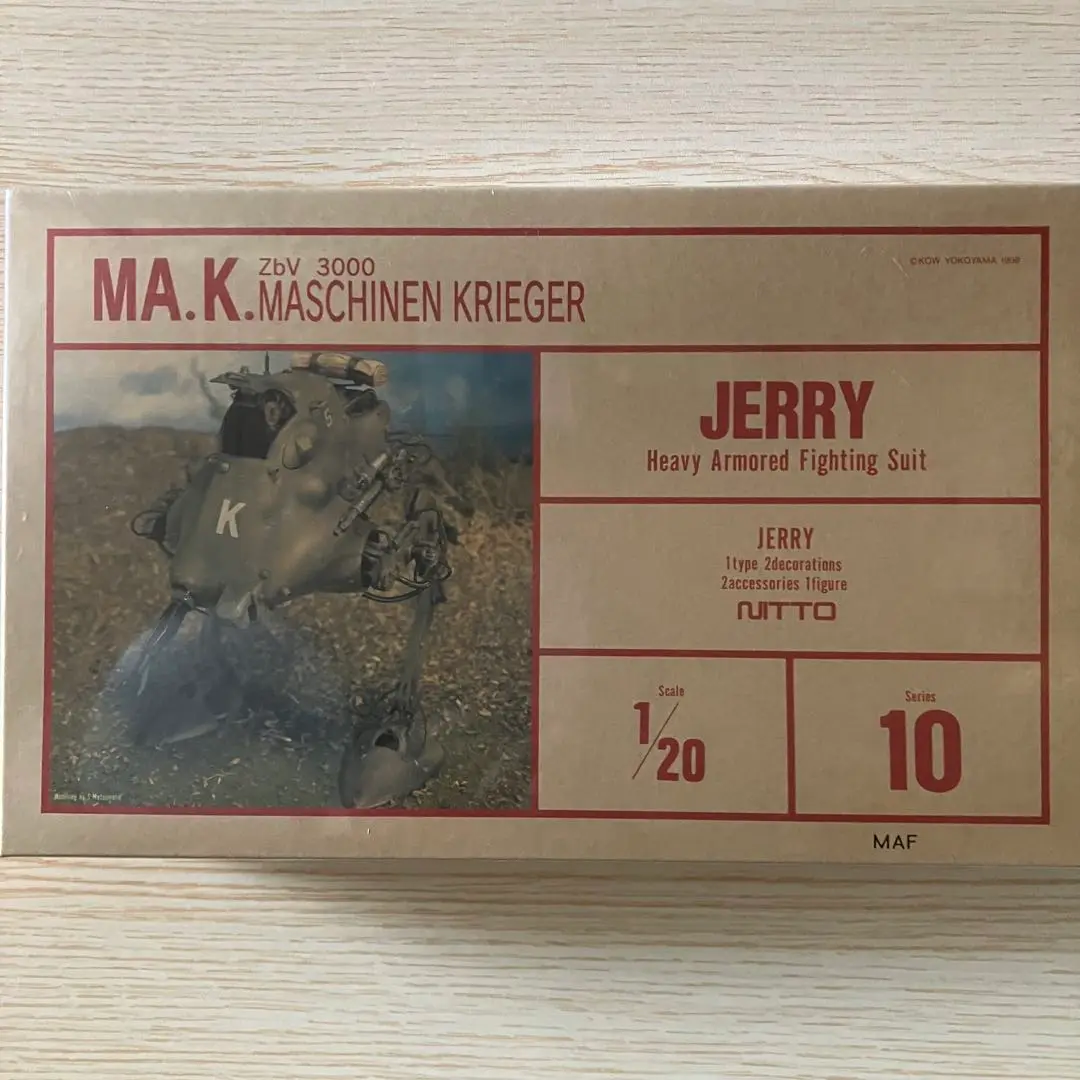 MA.K. ZbV 3000
MASCHINEN KRIEGER
©KOW YOKOYAMA
K
JERRY
Heavy Armored Fighting Suit
JERRY
1type 2decorations
2accessories 1figure
NITTO
Scale
1/20
Series
10
MAF